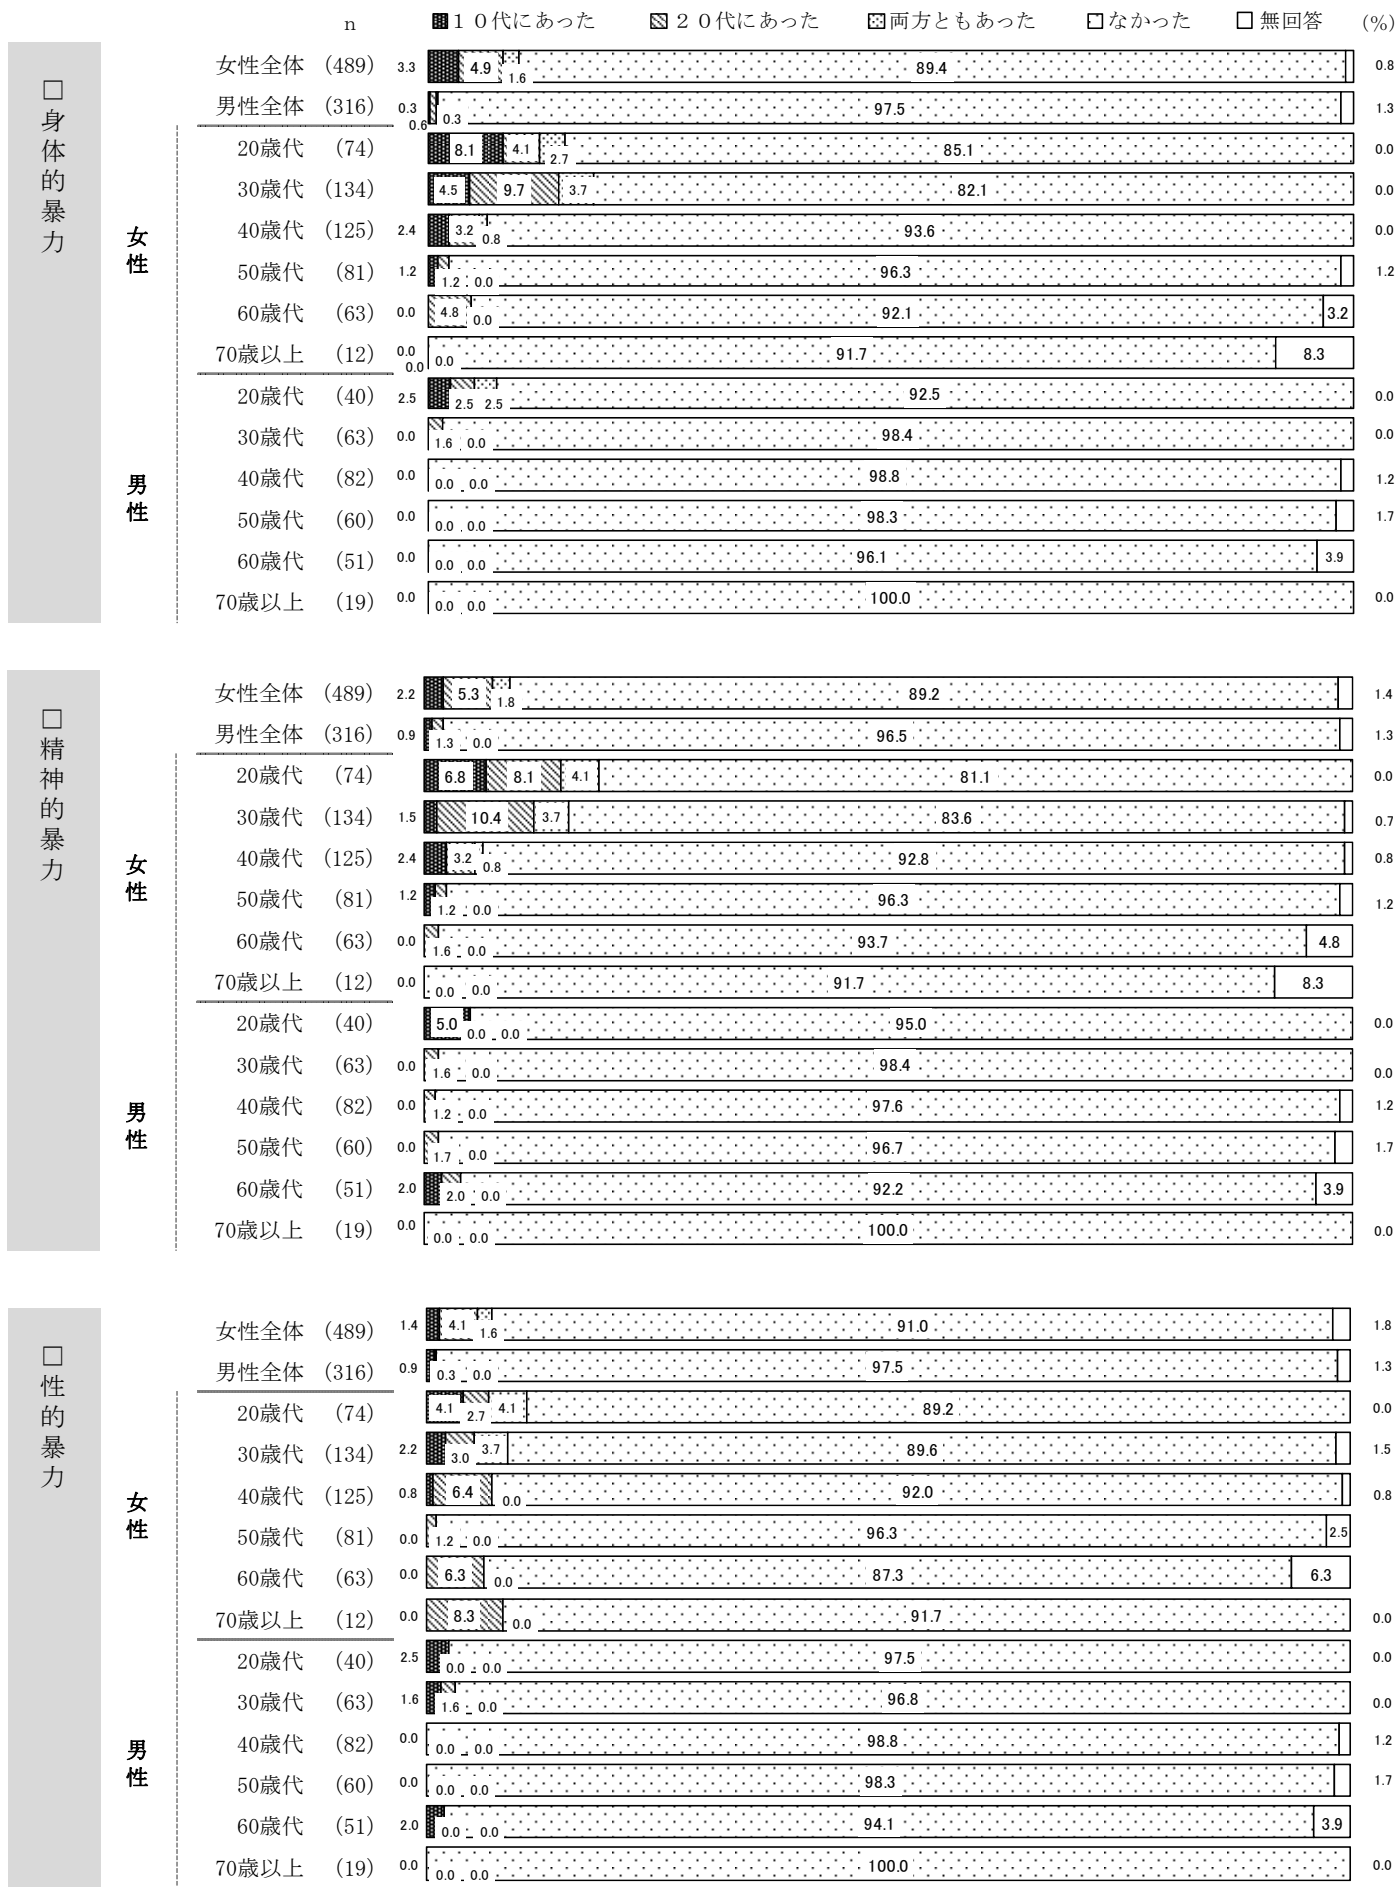 n ■１０代にあった ２０代にあった 両方ともあった □なかった □ 無回答 (%)
□身体的暴力
女性全体 (489) 3.3 4.9 1.6 89.4 0.8
男性全体 (316) 0.3 0.6 0.3 97.5 1.3
女性
20歳代 (74) 8.1 4.1 2.7 85.1 0.0
30歳代 (134) 4.5 9.7 3.7 82.1 0.0
40歳代 (125) 2.4 3.2 0.8 93.6 0.0
50歳代 (81) 1.2 1.2 0.0 96.3 1.2
60歳代 (63) 0.0 4.8 0.0 92.1 3.2
70歳以上 (12) 0.0 0.0 0.0 91.7 8.3
男性
20歳代 (40) 2.5 2.5 2.5 92.5 0.0
30歳代 (63) 0.0 1.6 0.0 98.4 0.0
40歳代 (82) 0.0 0.0 0.0 98.8 1.2
50歳代 (60) 0.0 0.0 0.0 98.3 1.7
60歳代 (51) 0.0 0.0 0.0 96.1 3.9
70歳以上 (19) 0.0 0.0 0.0 100.0 0.0
□精神的暴力
女性全体 (489) 2.2 5.3 1.8 89.2 1.4
男性全体 (316) 0.9 1.3 0.0 96.5 1.3
女性
20歳代 (74) 6.8 8.1 4.1 81.1 0.0
30歳代 (134) 1.5 10.4 3.7 83.6 0.7
40歳代 (125) 2.4 3.2 0.8 92.8 0.8
50歳代 (81) 1.2 1.2 0.0 96.3 1.2
60歳代 (63) 0.0 1.6 0.0 93.7 4.8
70歳以上 (12) 0.0 0.0 0.0 91.7 8.3
男性
20歳代 (40) 5.0 0.0 0.0 95.0 0.0
30歳代 (63) 0.0 1.6 0.0 98.4 0.0
40歳代 (82) 0.0 1.2 0.0 97.6 1.2
50歳代 (60) 0.0 1.7 0.0 96.7 1.7
60歳代 (51) 2.0 2.0 0.0 92.2 3.9
70歳以上 (19) 0.0 0.0 0.0 100.0 0.0
□性的暴力
女性全体 (489) 1.4 4.1 1.6 91.0 1.8
男性全体 (316) 0.9 0.3 0.0 97.5 1.3
女性
20歳代 (74) 4.1 2.7 4.1 89.2 0.0
30歳代 (134) 2.2 3.0 3.7 89.6 1.5
40歳代 (125) 0.8 6.4 0.0 92.0 0.8
50歳代 (81) 0.0 1.2 0.0 96.3 2.5
60歳代 (63) 0.0 6.3 0.0 87.3 6.3
70歳以上 (12) 0.0 8.3 0.0 91.7 0.0
男性
20歳代 (40) 2.5 0.0 0.0 97.5 0.0
30歳代 (63) 1.6 1.6 0.0 96.8 0.0
40歳代 (82) 0.0 0.0 0.0 98.8 1.2
50歳代 (60) 0.0 0.0 0.0 98.3 1.7
60歳代 (51) 2.0 0.0 0.0 94.1 3.9
70歳以上 (19) 0.0 0.0 0.0 100.0 0.0